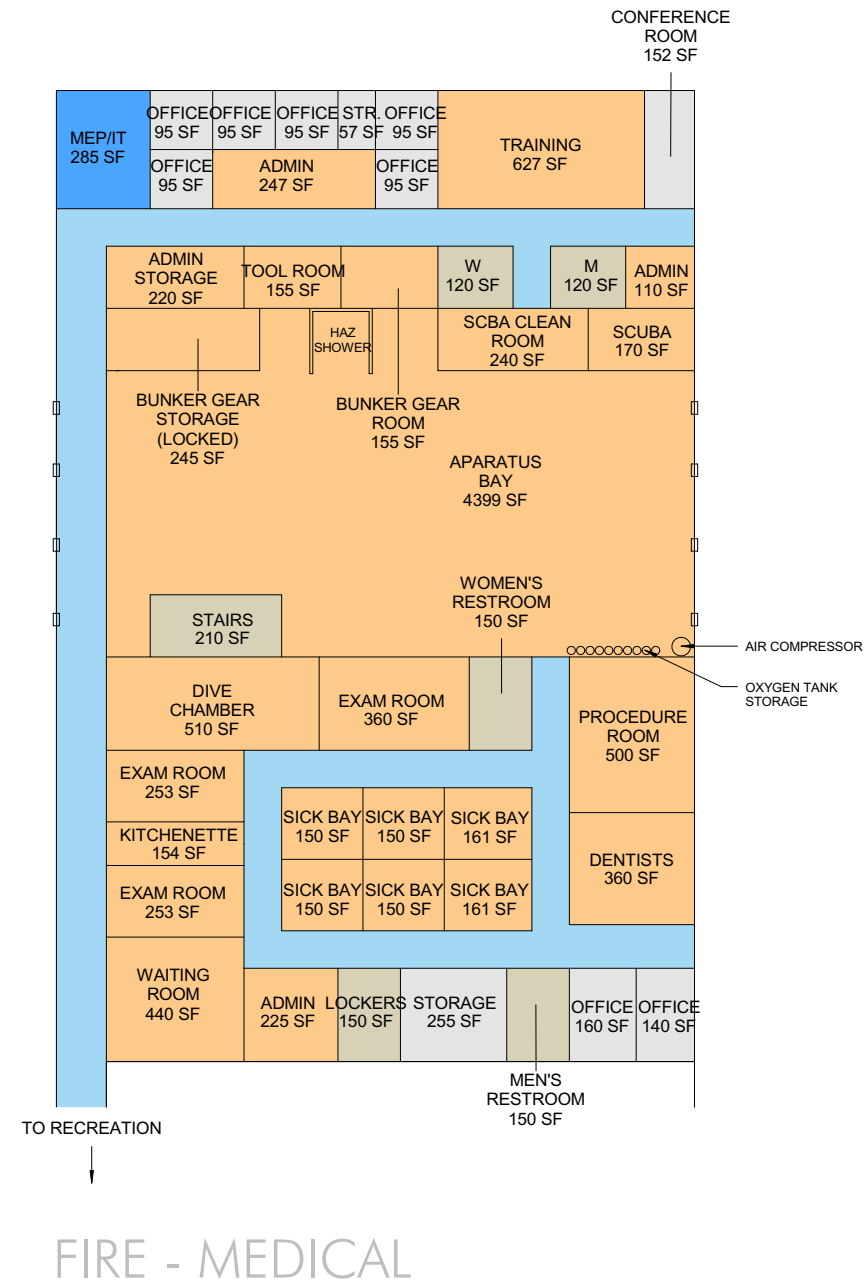 CONFERENCE
ROOM
152 SF
MEP/IT
285 SF
OFFICE
95 SF
OFFICE
95 SF
OFFICE
95 SF
STR.
57 SF
OFFICE
95 SF
OFFICE
95 SF
ADMIN
247 SF
OFFICE
95 SF
TRAINING
627 SF
ADMIN
STORAGE
220 SF
TOOL ROOM
155 SF
W
120 SF
M
120 SF
ADMIN
110 SF
HAZ
SHOWER
SCBA CLEAN
ROOM
240 SF
SCUBA
170 SF
BUNKER GEAR
STORAGE
(LOCKED)
245 SF
BUNKER GEAR
ROOM
155 SF
APARATUS
BAY
4399 SF
WOMEN'S
RESTROOM
150 SF
STAIRS
210 SF
AIR COMPRESSOR
OXYGEN TANK
STORAGE
DIVE
CHAMBER
510 SF
EXAM ROOM
360 SF
PROCEDURE
ROOM
500 SF
EXAM ROOM
253 SF
KITCHENETTE
154 SF
EXAM ROOM
253 SF
SICK BAY
150 SF
SICK BAY
150 SF
SICK BAY
161 SF
SICK BAY
150 SF
SICK BAY
150 SF
SICK BAY
161 SF
DENTISTS
360 SF
WAITING
ROOM
440 SF
ADMIN
225 SF
LOCKERS
150 SF
STORAGE
255 SF
OFFICE
160 SF
OFFICE
140 SF
MEN'S
RESTROOM
150 SF
TO RECREATION
FIRE - MEDICAL